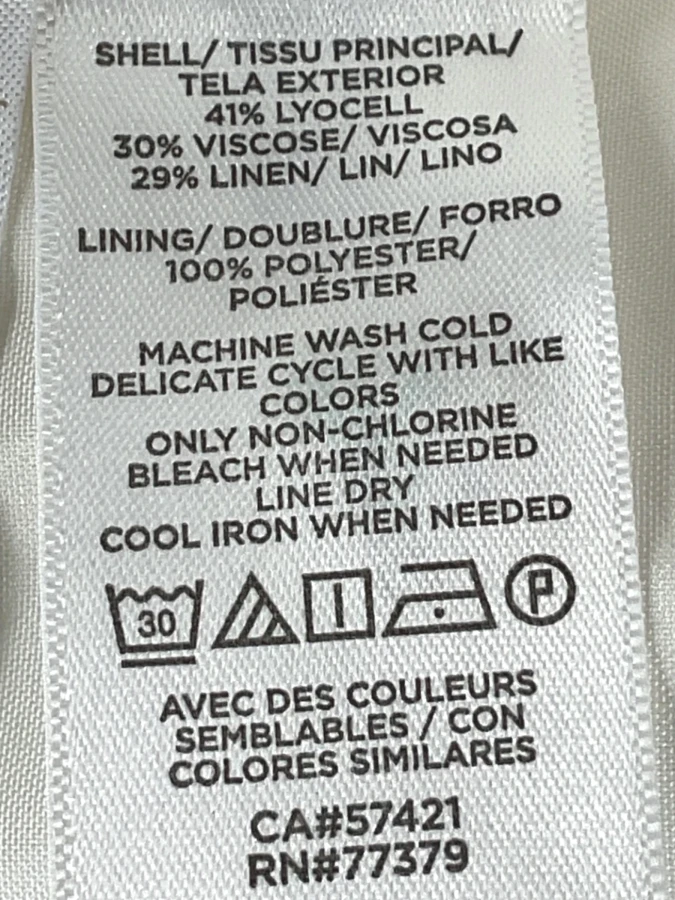 SHELL/ TISSU PRINCIPAL/
TELA EXTERIOR
41% LYOCELL
30% VISCOSE/ VISCOSA
29% LINEN/ LIN/ LINO
LINING/ DOUBLURE/ FORRO
100% POLYESTER/
POLIÉSTER
MACHINE WASH COLD
DELICATE CYCLE WITH LIKE
COLORS
ONLY NON-CHLORINE
BLEACH WHEN NEEDED
LINE DRY
COOL IRON WHEN NEEDED
30 P
AVEC DES COULEURS
SEMBLABLES / CON
COLORES SIMILARES
CA#57421
RN#77379